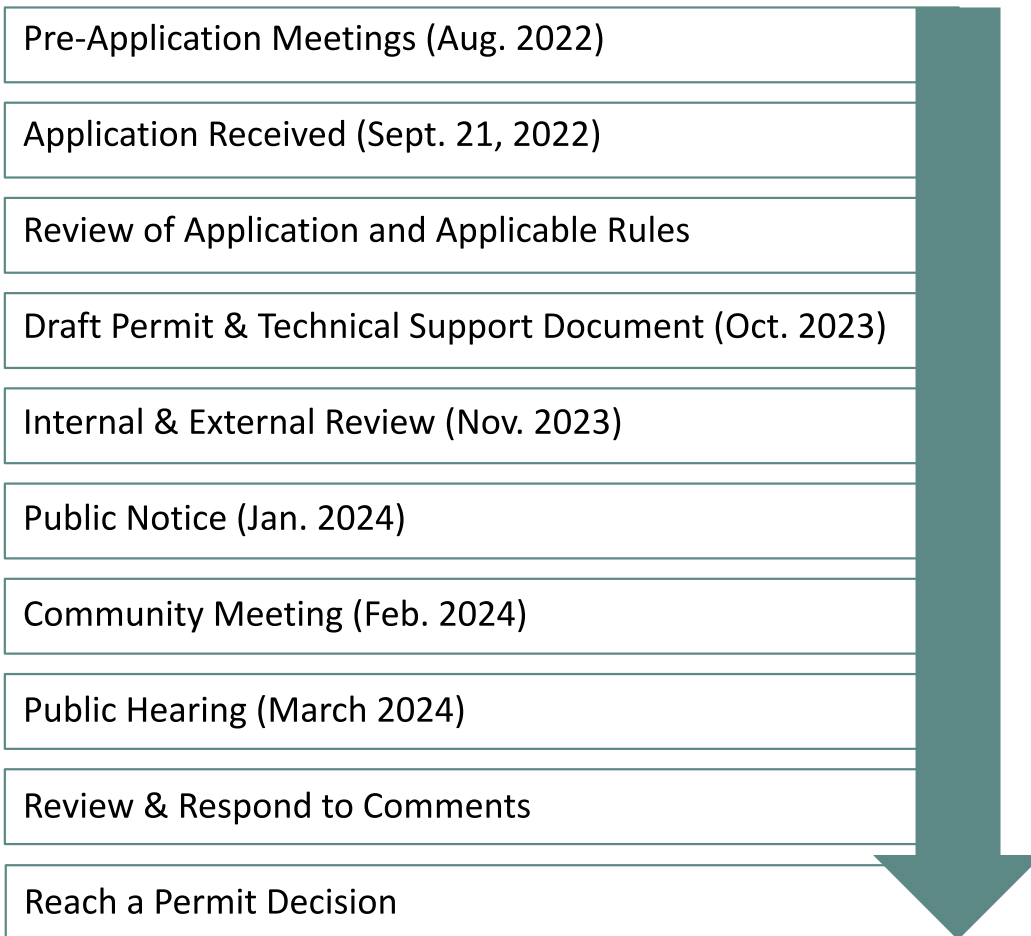 Pre-Application Meetings (Aug. 2022)
Application Received (Sept. 21, 2022)
Review of Application and Applicable Rules
Draft Permit & Technical Support Document (Oct. 2023)
Internal & External Review (Nov. 2023)
Public Notice (Jan. 2024)
Community Meeting (Feb. 2024)
Public Hearing (March 2024)
Review & Respond to Comments
Reach a Permit Decision